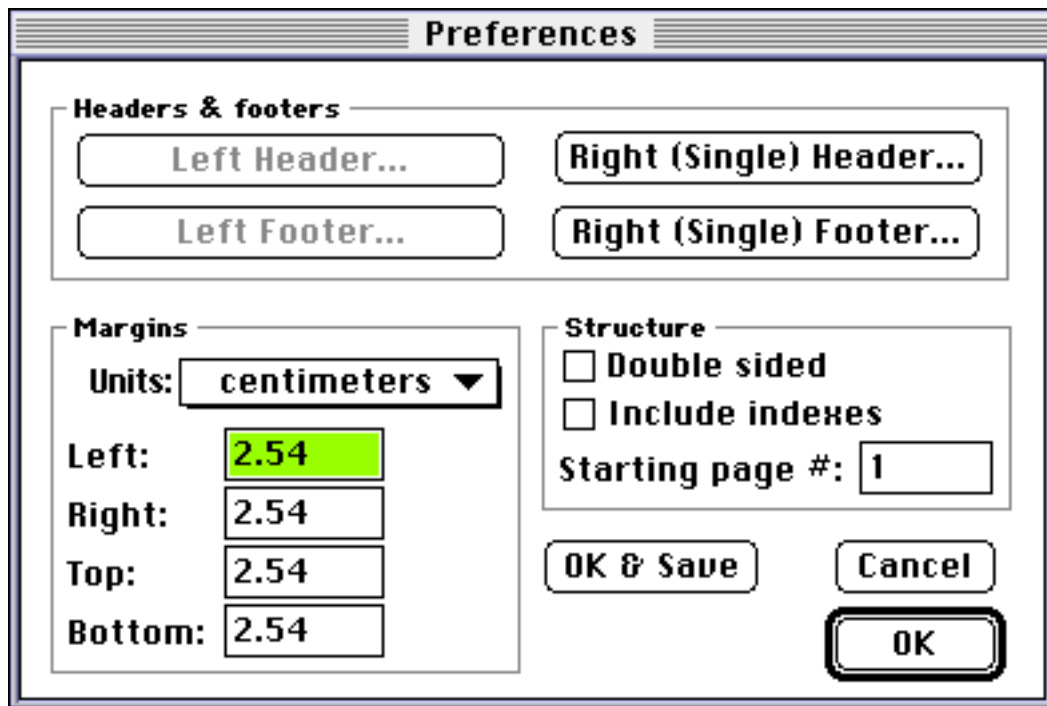 Preferences
Headers & footers
Left Header...
Right (Single) Header...
Left Footer...
Right (Single) Footer...
Margins
Units: centimeters
Left: 2.54
Right: 2.54
Top: 2.54
Bottom: 2.54
Structure
Double sided
Include indexes
Starting page #: 1
OK & Save
Cancel
OK